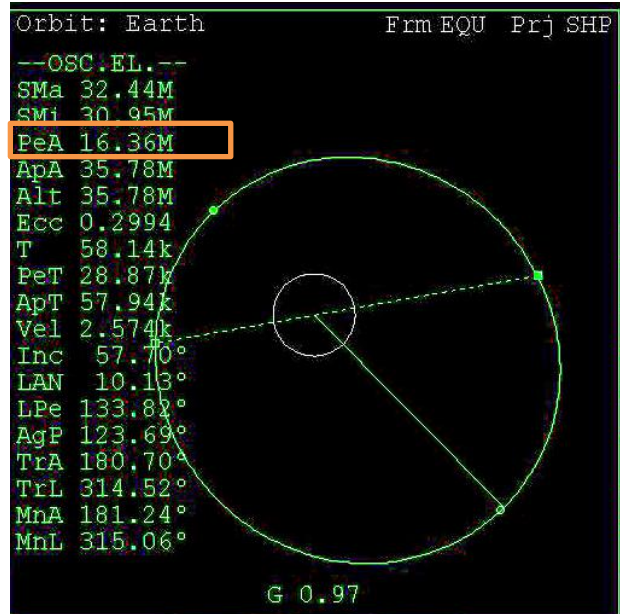 Orbit: Earth Frm EQU Prj SHP
--OSC.EL.--
SMa 32.44M
SMi 30.95M
PeA 16.36M
ApA 35.78M
Alt 35.78M
Ecc 0.2994
T 58.14k
PeT 28.87k
ApT 57.94k
Vel 2.574k
Inc 57.70°
LAN 10.13°
LPe 133.82°
AgP 123.69°
TrA 180.70°
TrL 314.52°
MnA 181.24°
MnL 315.06°
G 0.97